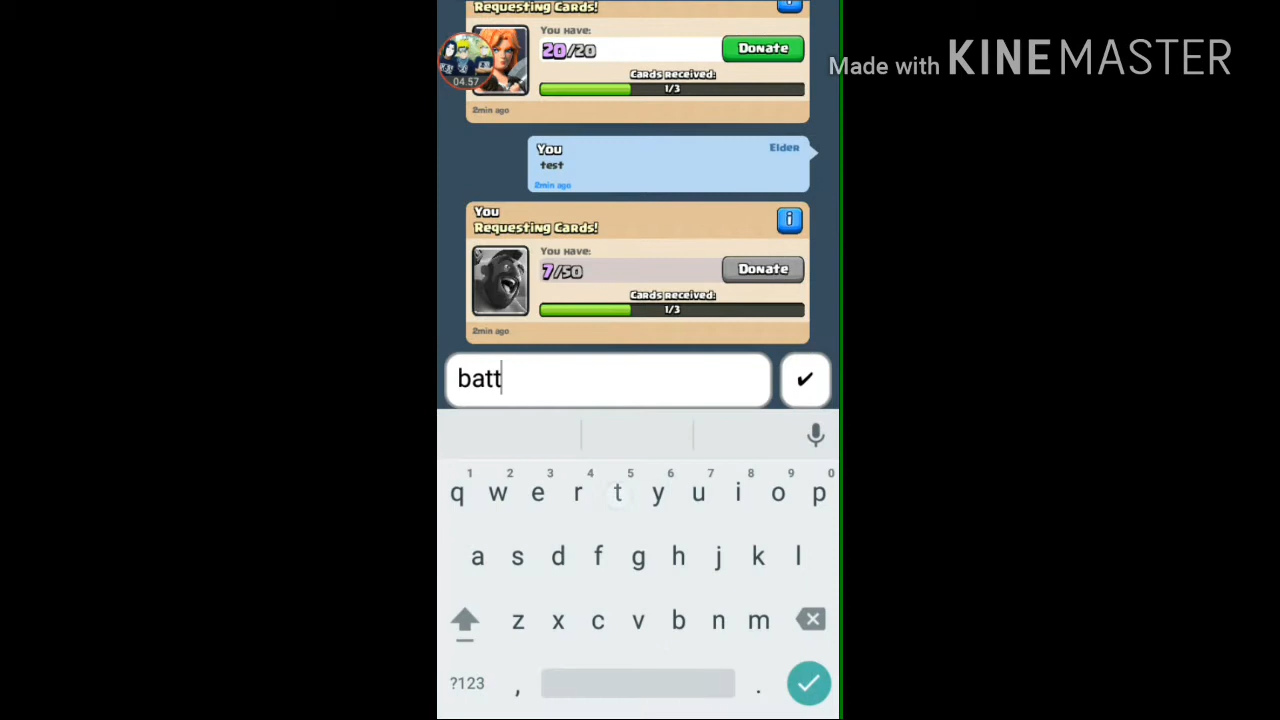 Requesting Cards!
i
You have:
20/20
Donate
04.57
Cards Received:
1/3
2min ago
Made with KINEMASTER
You
Elder
test
2min ago
You
Requesting Cards!
i
You have:
7/50
Donate
Cards Received:
1/3
2min ago
batt
1 2 3 4 5 6 7 8 9 0
q w e r t y u i o p
a s d f g h j k l
z x c v b n m
?123 , .